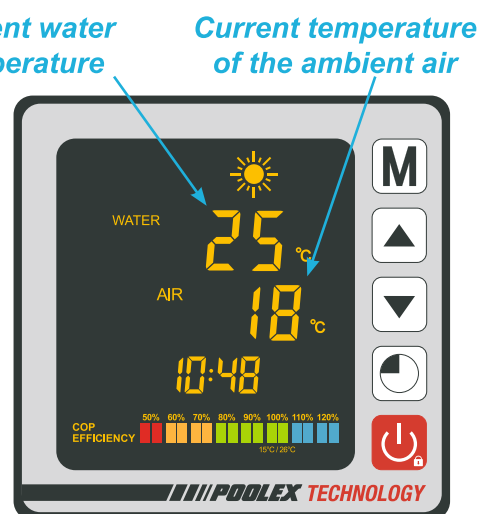 ent water
perature
Current temperature
of the ambient air
M
WATER
25 °C
AIR
18 °C
10:48
COP
EFFICIENCY
50% 60% 70% 80% 90% 100% 110% 120%
15°C / 26°C
POOLEX TECHNOLOGY